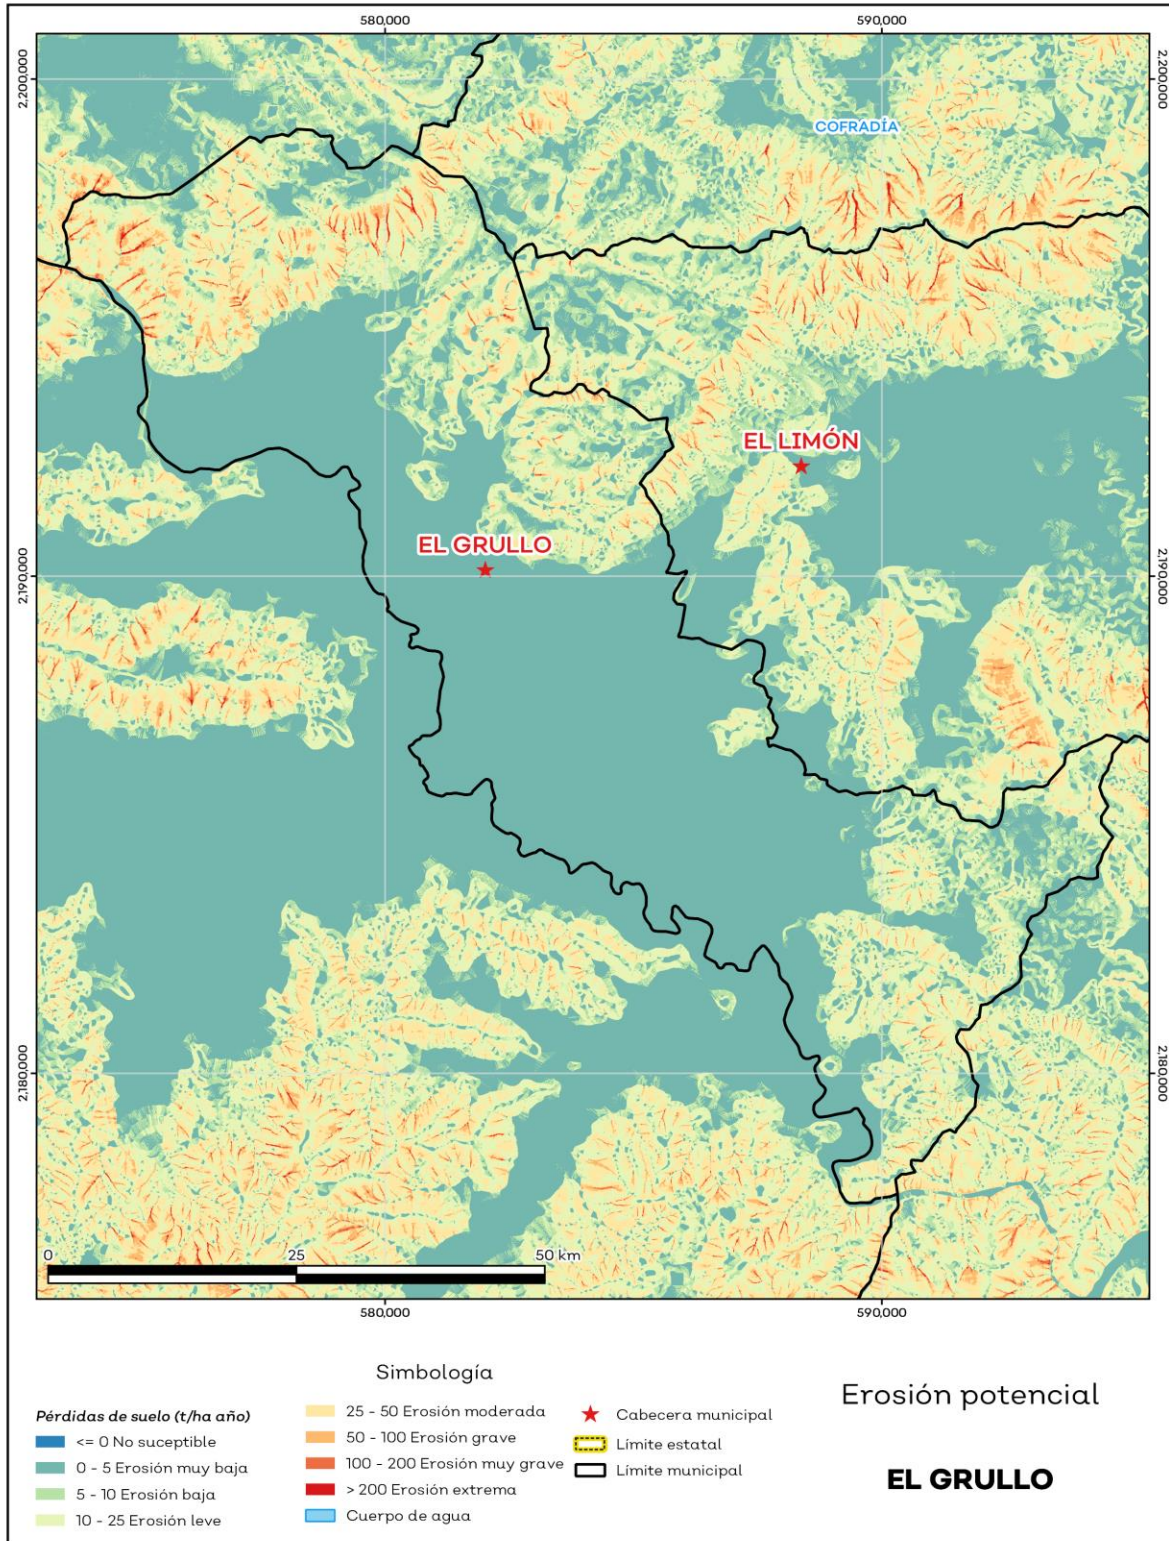 580,000
590,000
2,200,000
2,200,000
COFRADÍA
EL LIMÓN
EL GRULLO
2,190,000
2,190,000
2,180,000
2,180,000
0
25
50 km
580,000
590,000
Simbología
Pérdidas de suelo (t/ha año)
<= 0 No suceptible
0 - 5 Erosión muy baja
5 - 10 Erosión baja
10 - 25 Erosión leve
25 - 50 Erosión moderada
50 - 100 Erosión grave
100 - 200 Erosión muy grave
> 200 Erosión extrema
Cuerpo de agua
Cabecera municipal
Límite estatal
Límite municipal
Erosión potencial
EL GRULLO